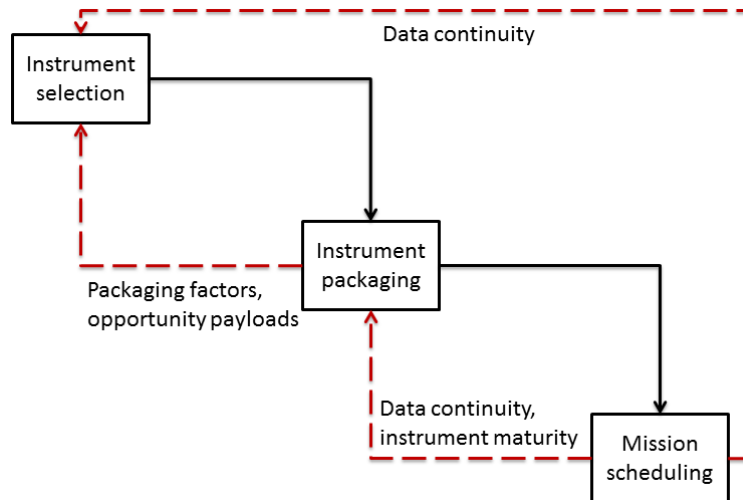 Data continuity
Instrument
selection
Instrument
packaging
Packaging factors,
opportunity payloads
Data continuity,
instrument maturity
Mission
scheduling